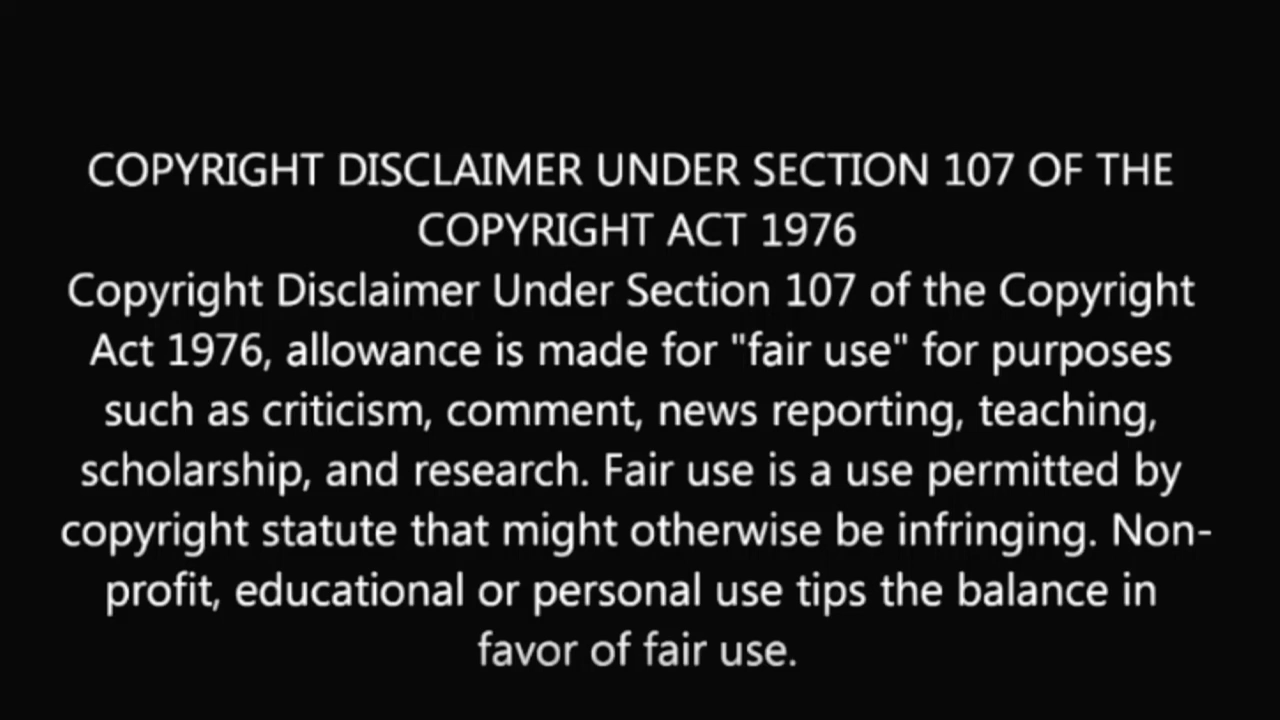 COPYRIGHT DISCLAIMER UNDER SECTION 107 OF THE
COPYRIGHT ACT 1976
Copyright Disclaimer Under Section 107 of the Copyright
Act 1976, allowance is made for "fair use" for purposes
such as criticism, comment, news reporting, teaching,
scholarship, and research. Fair use is a use permitted by
copyright statute that might otherwise be infringing. Non-
profit, educational or personal use tips the balance in
favor of fair use.